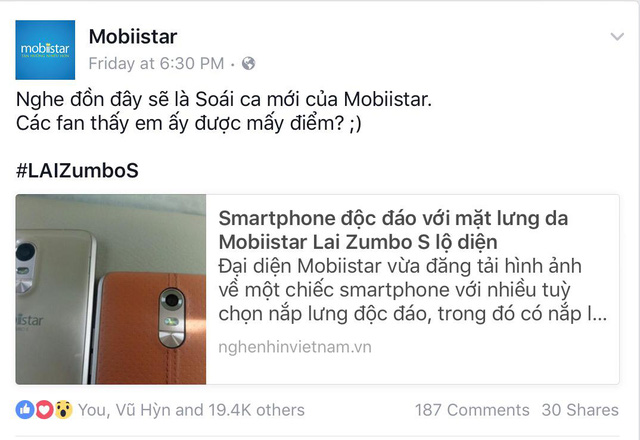 mobiistar
Mobiistar
Friday at 6:30 PM ·
Nghe đồn đây sẽ là Soái ca mới của Mobiistar.
Các fan thấy em ấy được mấy điểm? ;)
#LAIZumboS
Smartphone độc đáo với mặt lưng da
Mobiistar Lai Zumbo S lộ diện
Đại diện Mobiistar vừa đăng tải hình ảnh
về một chiếc smartphone với nhiều tuỳ
chọn nắp lưng độc đáo, trong đó có nắp l...
iistar
nghenhinvietnam.vn
You, Vũ Hỳn and 19.4K others 187 Comments 30 Shares